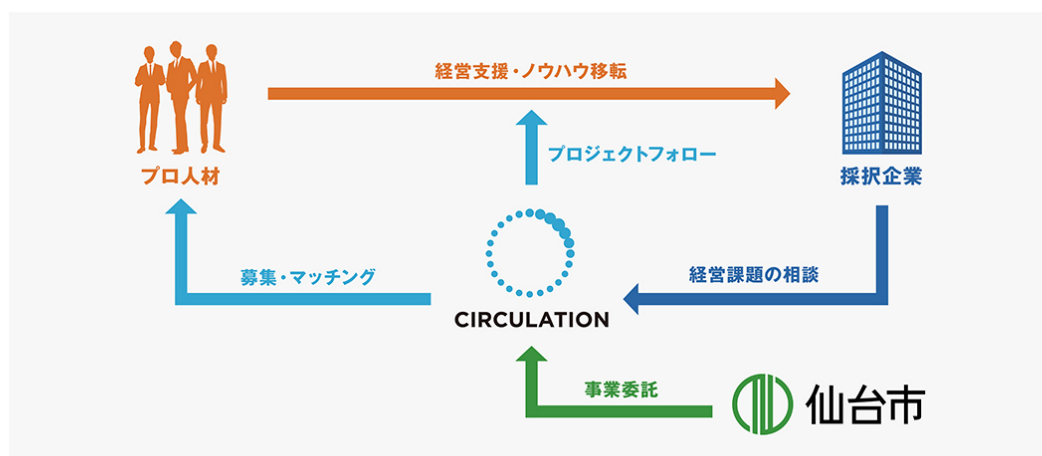 経営支援・ノウハウ移転
プロジェクトフォロー
プロ人材
採択企業
募集・マッチング
経営課題の相談
CIRCULATION
事業委託
仙台市